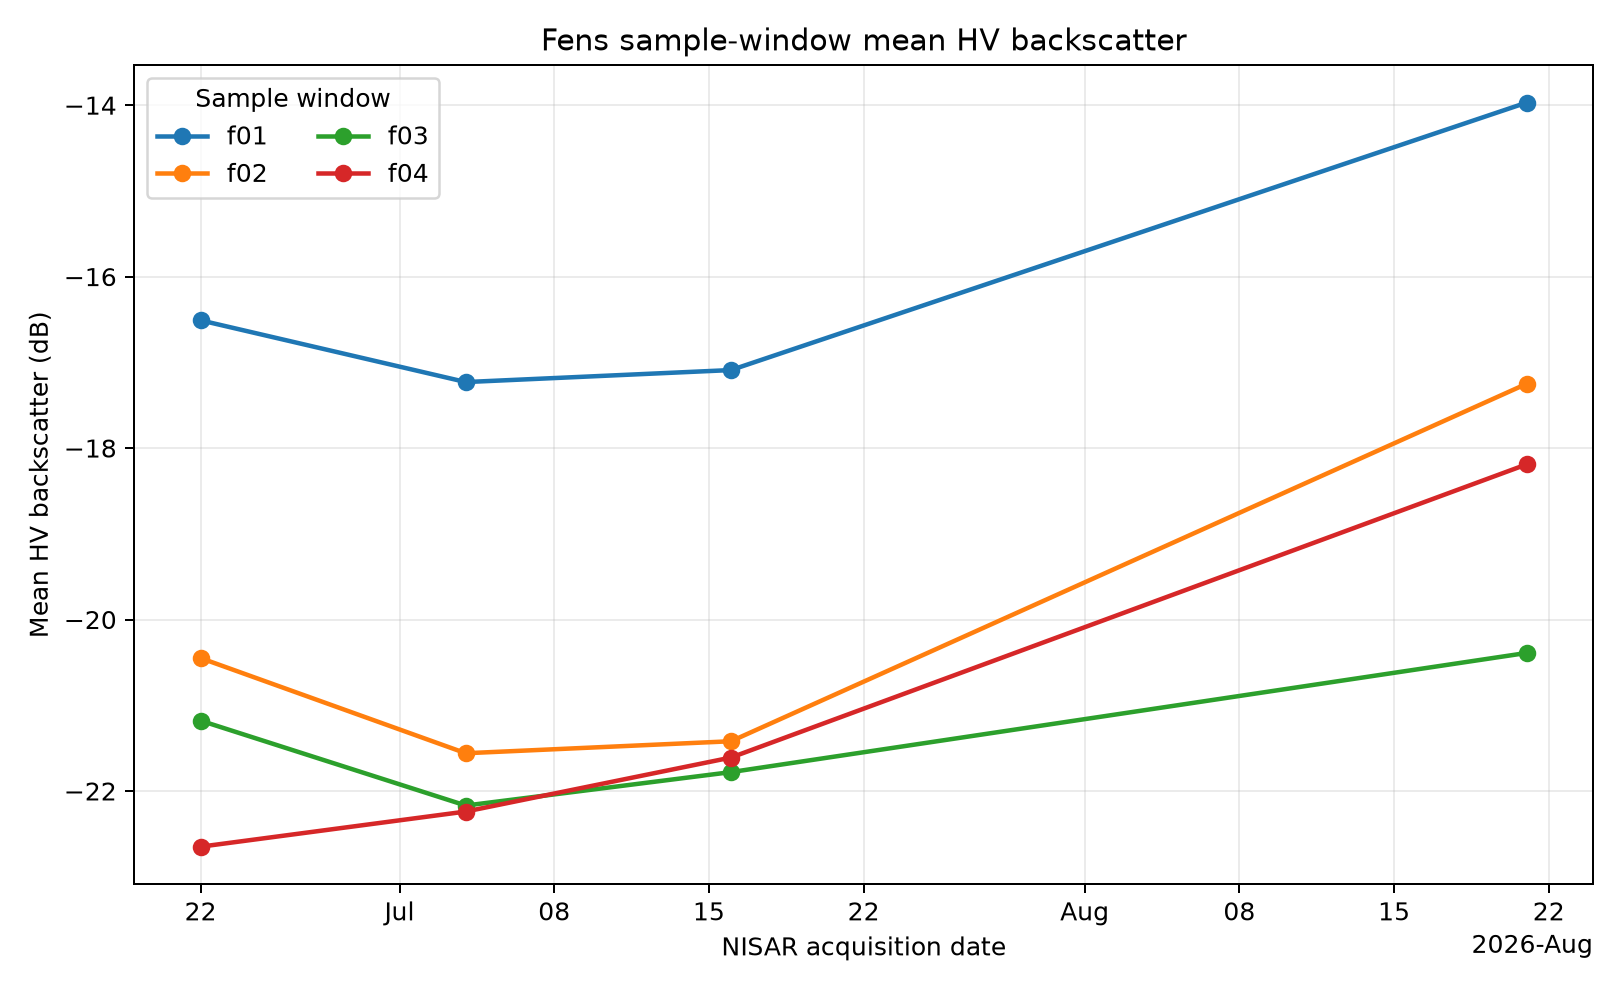 Fens sample-window mean HV backscatter
Sample window
f01 f03
f02 f04
Mean HV backscatter (dB)
−14
−16
−18
−20
−22
22 Jul 08 15 22 Aug 08 15 22
NISAR acquisition date
2026-Aug